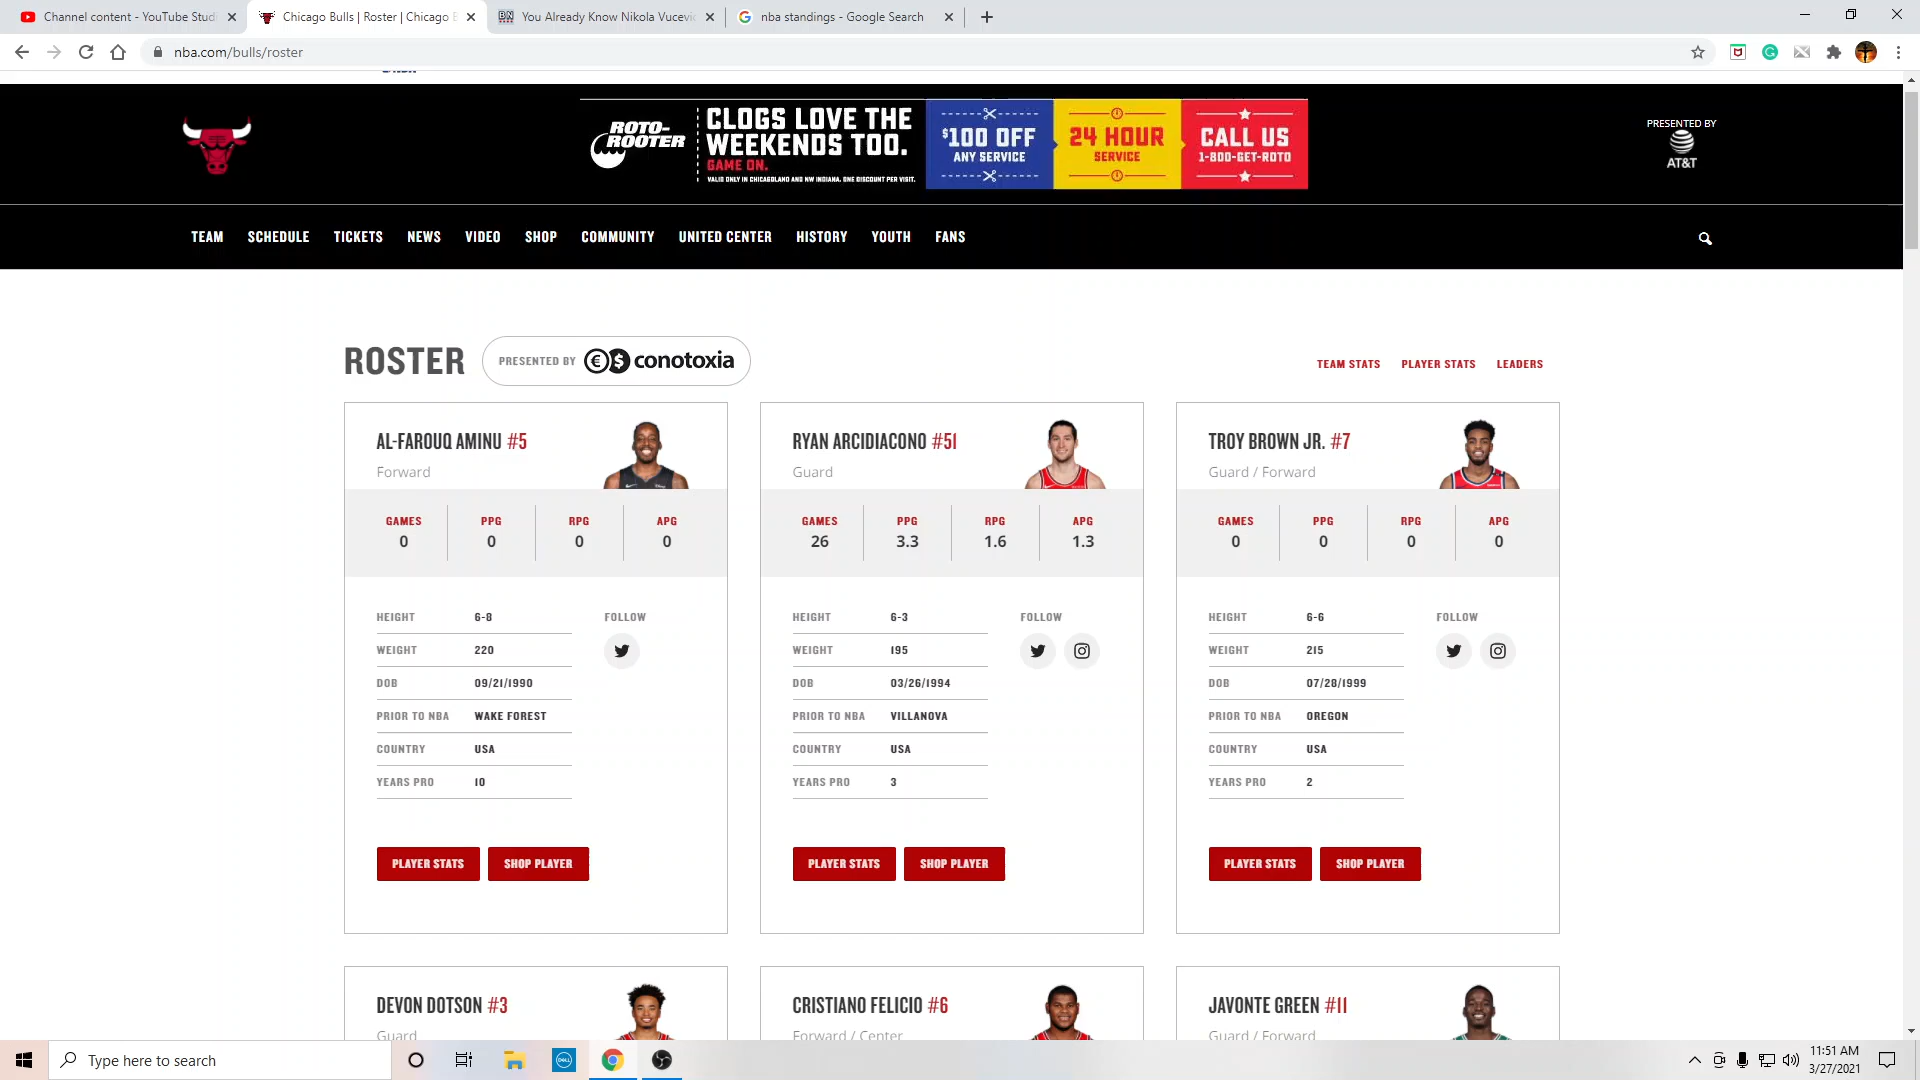 Channel content - YouTube Studi
Chicago Bulls | Roster | Chicago B
You Already Know Nikola Vucevic
nba standings - Google Search
nba.com/bulls/roster
ROTO-ROOTER
CLOGS LOVE THE
WEEKENDS TOO.
GAME ON.
VALID ONLY IN CHICAGOLAND AND NW INDIANA. ONE DISCOUNT PER VISIT.
$100 OFF
ANY SERVICE
24 HOUR
SERVICE
CALL US
1-800-GET-ROTO
PRESENTED BY
AT&T
TEAM SCHEDULE TICKETS NEWS VIDEO SHOP COMMUNITY UNITED CENTER HISTORY YOUTH FANS
ROSTER
PRESENTED BY conotoxia
TEAM STATS PLAYER STATS LEADERS
AL-FAROUQ AMINU #5
Forward
GAMES PPG RPG APG
0 0 0 0
HEIGHT 6-8
FOLLOW
WEIGHT 220
DOB 09/21/1990
PRIOR TO NBA WAKE FOREST
COUNTRY USA
YEARS PRO 10
PLAYER STATS SHOP PLAYER
RYAN ARCIDIACONO #51
Guard
GAMES PPG RPG APG
26 3.3 1.6 1.3
HEIGHT 6-3
FOLLOW
WEIGHT 195
DOB 03/26/1994
PRIOR TO NBA VILLANOVA
COUNTRY USA
YEARS PRO 3
PLAYER STATS SHOP PLAYER
TROY BROWN JR. #7
Guard / Forward
GAMES PPG RPG APG
0 0 0 0
HEIGHT 6-6
FOLLOW
WEIGHT 215
DOB 07/28/1999
PRIOR TO NBA OREGON
COUNTRY USA
YEARS PRO 2
PLAYER STATS SHOP PLAYER
DEVON DOTSON #3
Guard
CRISTIANO FELICIO #6
Forward / Center
JAVONTE GREEN #11
Guard / Forward
Type here to search
DELL
11:51 AM
3/27/2021